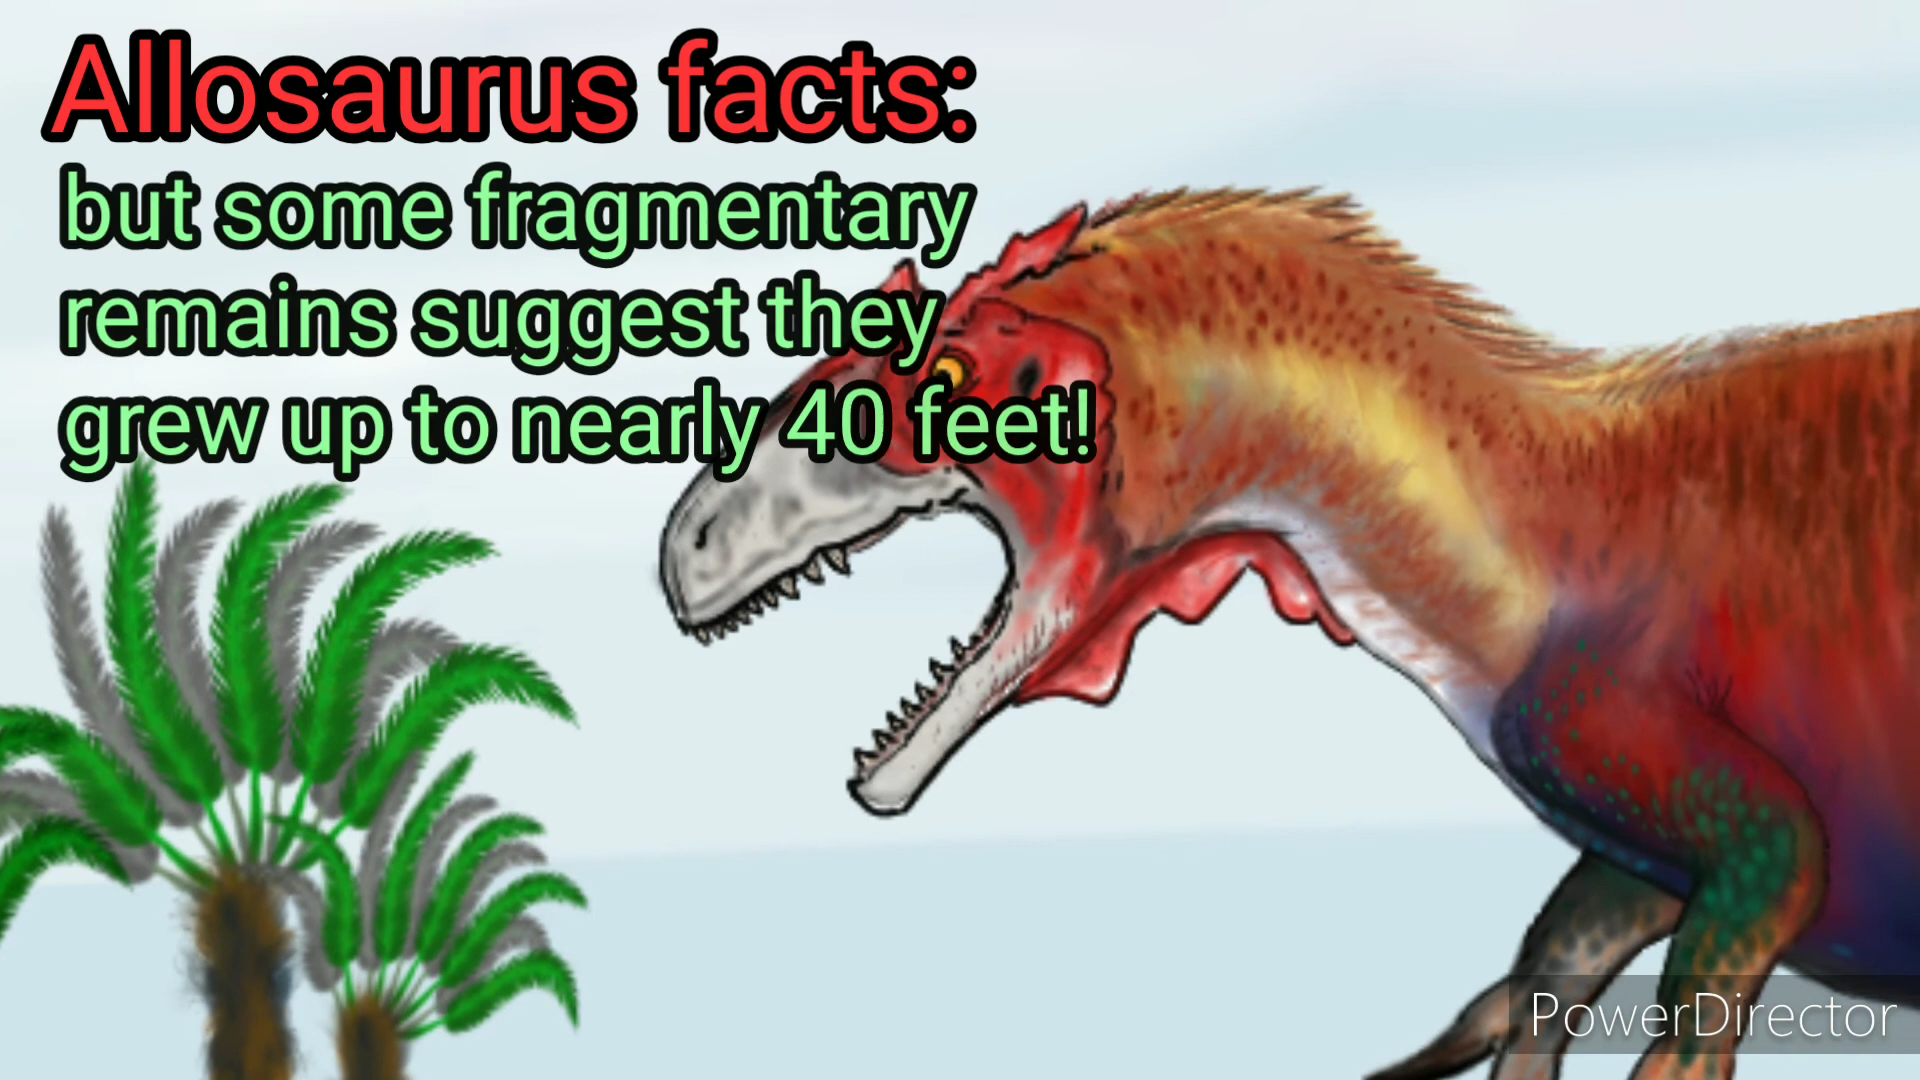 Allosaurus facts:
but some fragmentary
remains suggest they
grew up to nearly 40 feet!
PowerDirector